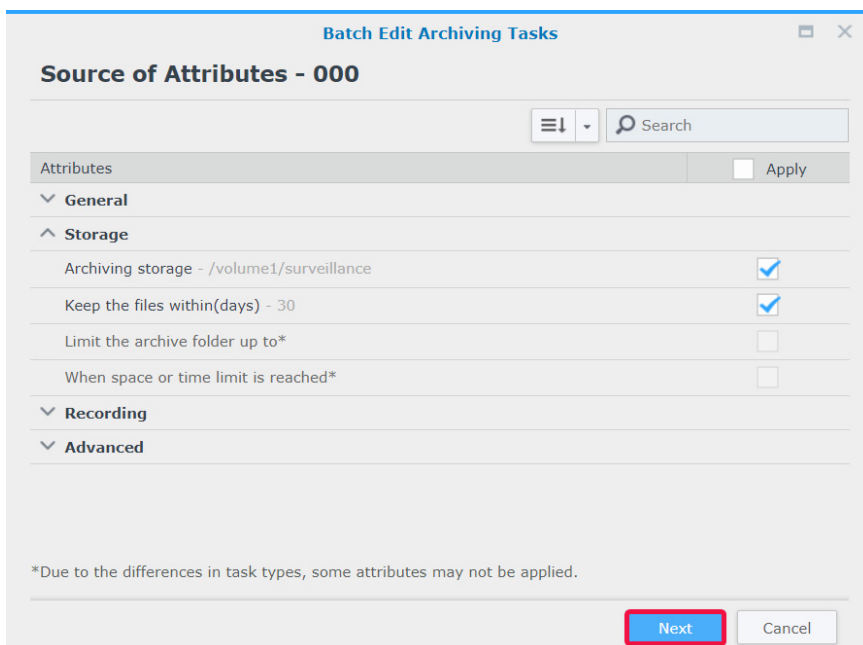 Batch Edit Archiving Tasks
Source of Attributes - 000
Search
Attributes Apply
General
Storage
Archiving storage - /volume1/surveillance
Keep the files within(days) - 30
Limit the archive folder up to*
When space or time limit is reached*
Recording
Advanced
*Due to the differences in task types, some attributes may not be applied.
Next Cancel